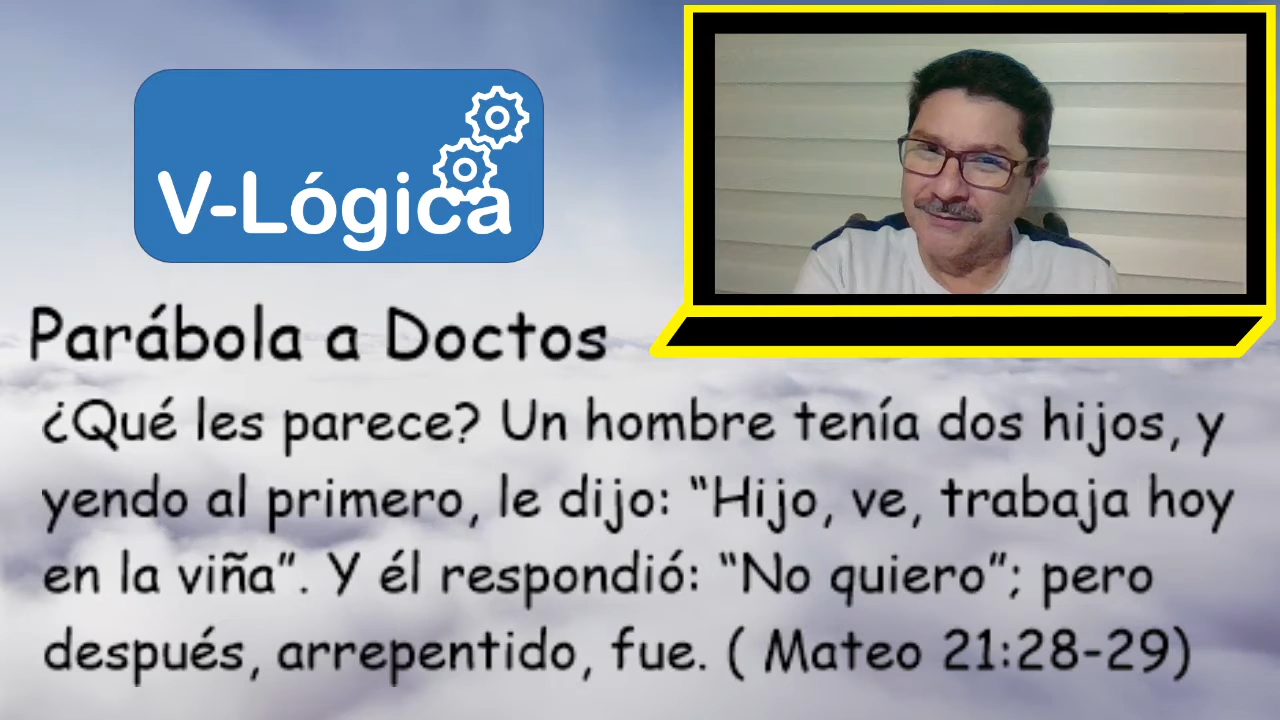 V-Lógica
Parábola a Doctos
¿Qué les parece? Un hombre tenía dos hijos, y
yendo al primero, le dijo: “Hijo, ve, trabaja hoy
en la viña”. Y él respondió: “No quiero”; pero
después, arrepentido, fue. ( Mateo 21:28-29)